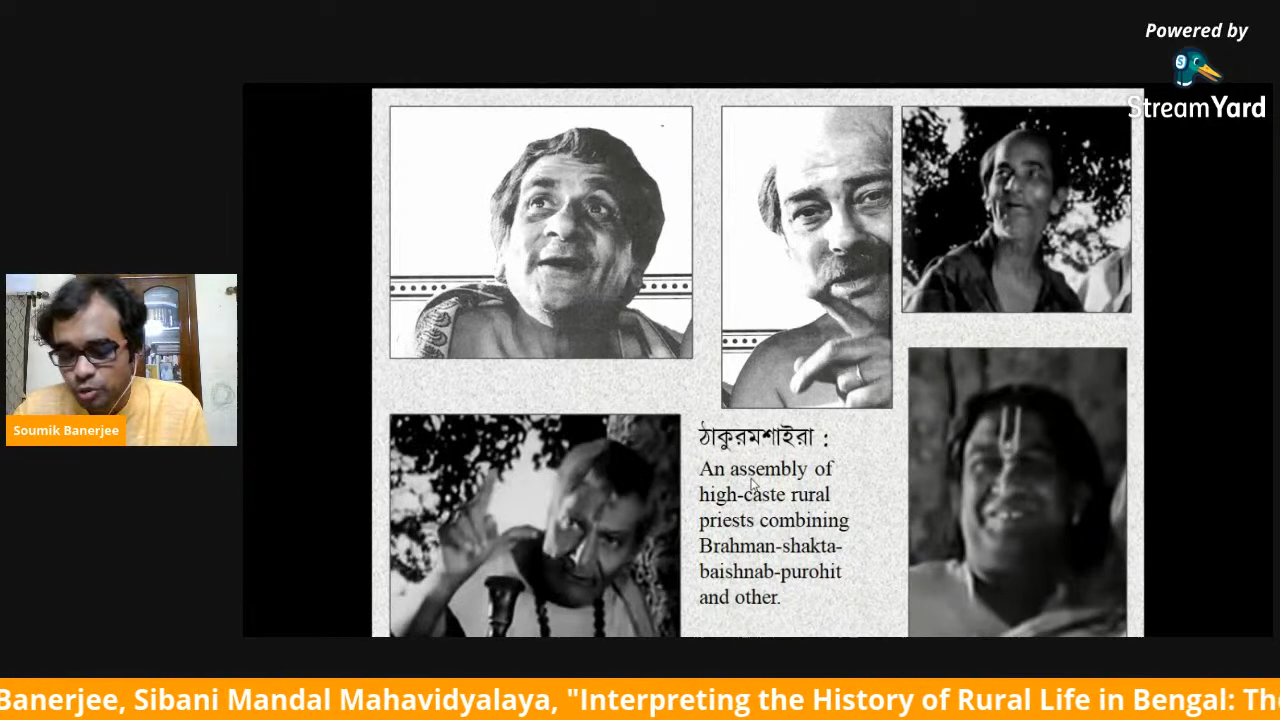 Powered by
StreamYard
Soumik Banerjee
ঠাকুরমশাইরা :
An assembly of
high-caste rural
priests combining
Brahman-shakta-
baishnab-purohit
and other.
Banerjee, Sibani Mandal Mahavidyalaya, "Interpreting the History of Rural Life in Bengal: Th